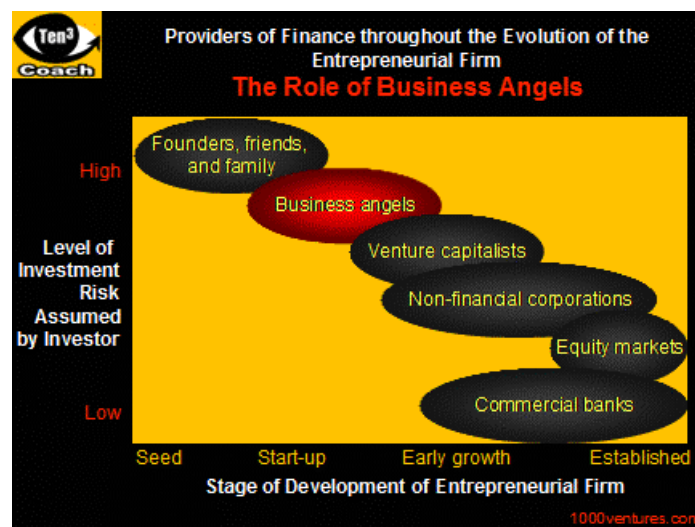 Ten³
Coach
Providers of Finance throughout the Evolution of the
Entrepreneurial Firm
The Role of Business Angels
High
Level of
Investment
Risk
Assumed
by Investor
Low
Founders, friends,
and family
Business angels
Venture capitalists
Non-financial corporations
Equity markets
Commercial banks
Seed
Start-up
Early growth
Established
Stage of Development of Entrepreneurial Firm
1000ventures.com